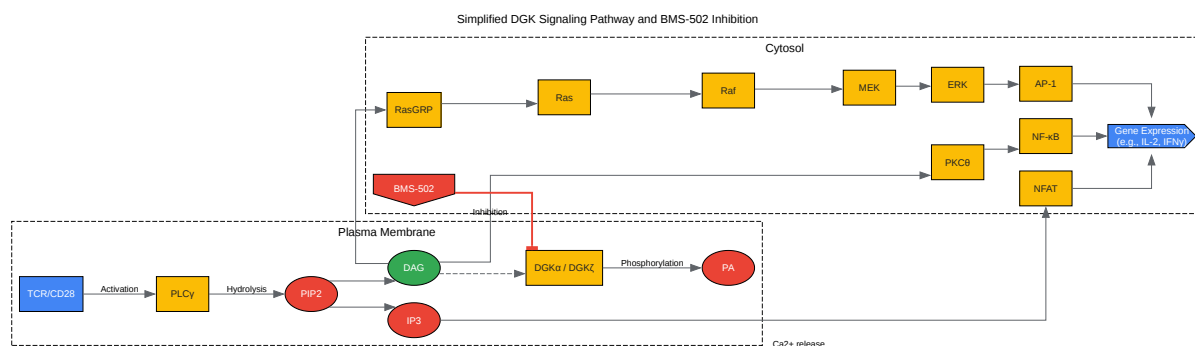 Simplified DGK Signaling Pathway and BMS-502 Inhibition
Cytosol
RasGRP
Ras
Raf
MEK
ERK
AP-1
NF-κB
Gene Expression
(e.g., IL-2, IFNγ)
PKCθ
BMS-502
NFAT
Inhibition
Plasma Membrane
DAG
DGKα / DGKζ
Phosphorylation
PA
TCR/CD28
Activation
PLCγ
Hydrolysis
PIP2
IP3
Ca2+ release